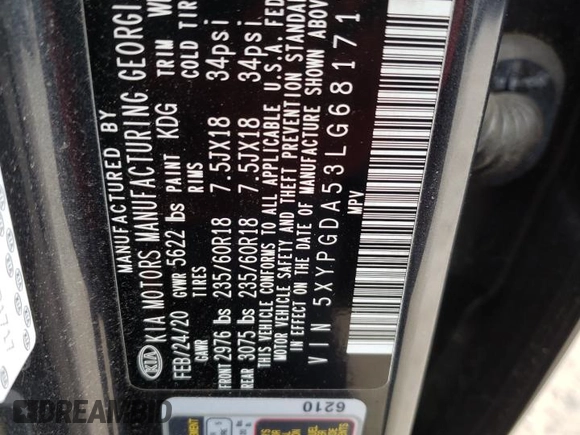 MANUFACTURED BY
KIA KIA MOTORS MANUFACTURING GEORGI
FEB/24/20 GVWR 5622 lbs PAINT KDG TRIM W
GAWR TIRES RIMS COLD TIR
FRONT 2976 lbs 235/60R18 7.5JX18 34psi
REAR 3075 lbs 235/60R18 7.5JX18 34psi
THIS VEHICLE CONFORMS TO ALL APPLICABLE U.S.A. FED
MOTOR VEHICLE SAFETY AND THEFT PREVENTION STANDAR
IN EFFECT ON THE DATE OF MANUFACTURE SHOWN ABOV
VIN 5XYPGDA53LG68171
MPV
6210
DREAMBID